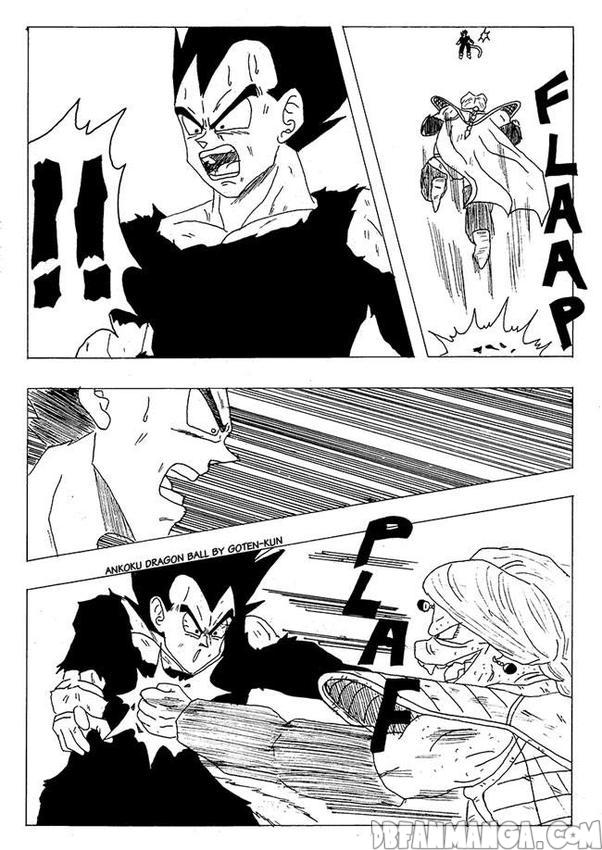 !!
FLAAP
ANKOKU DRAGON BALL BY GOTEN-KUN
PLAF
DBFANMANGA.COM